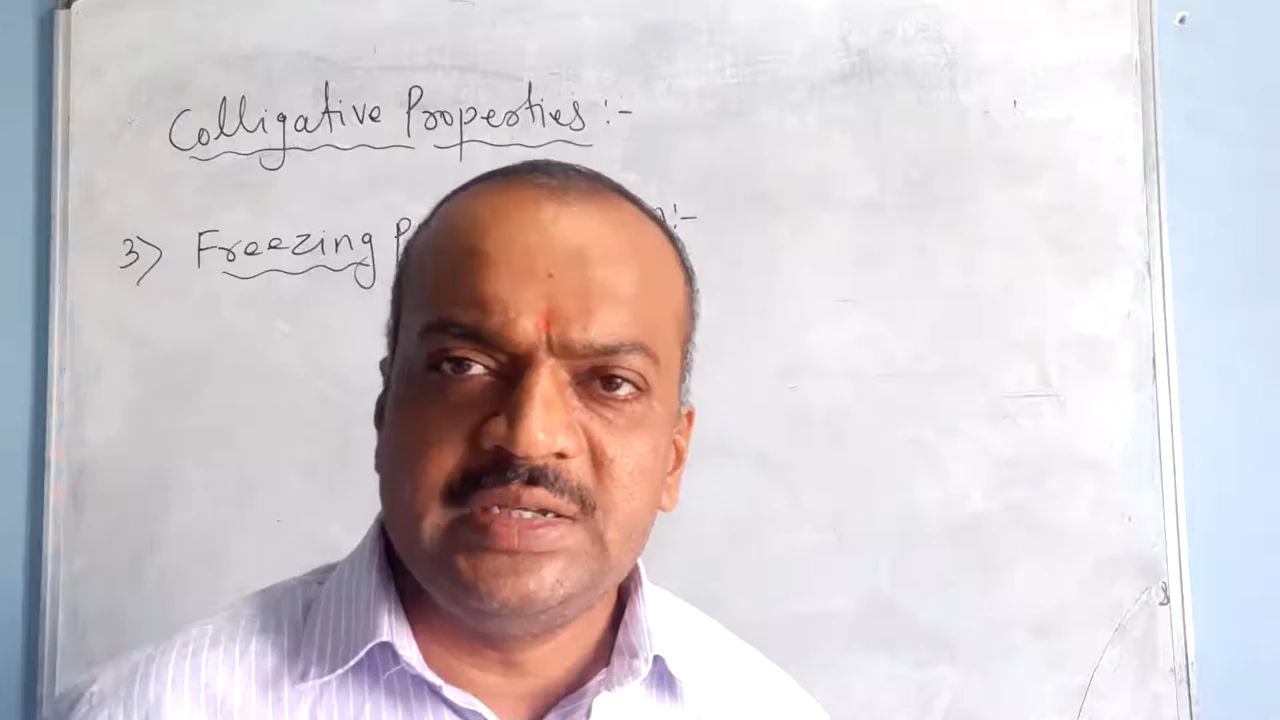 Colligative Properties :-
3) Freezing P n :-